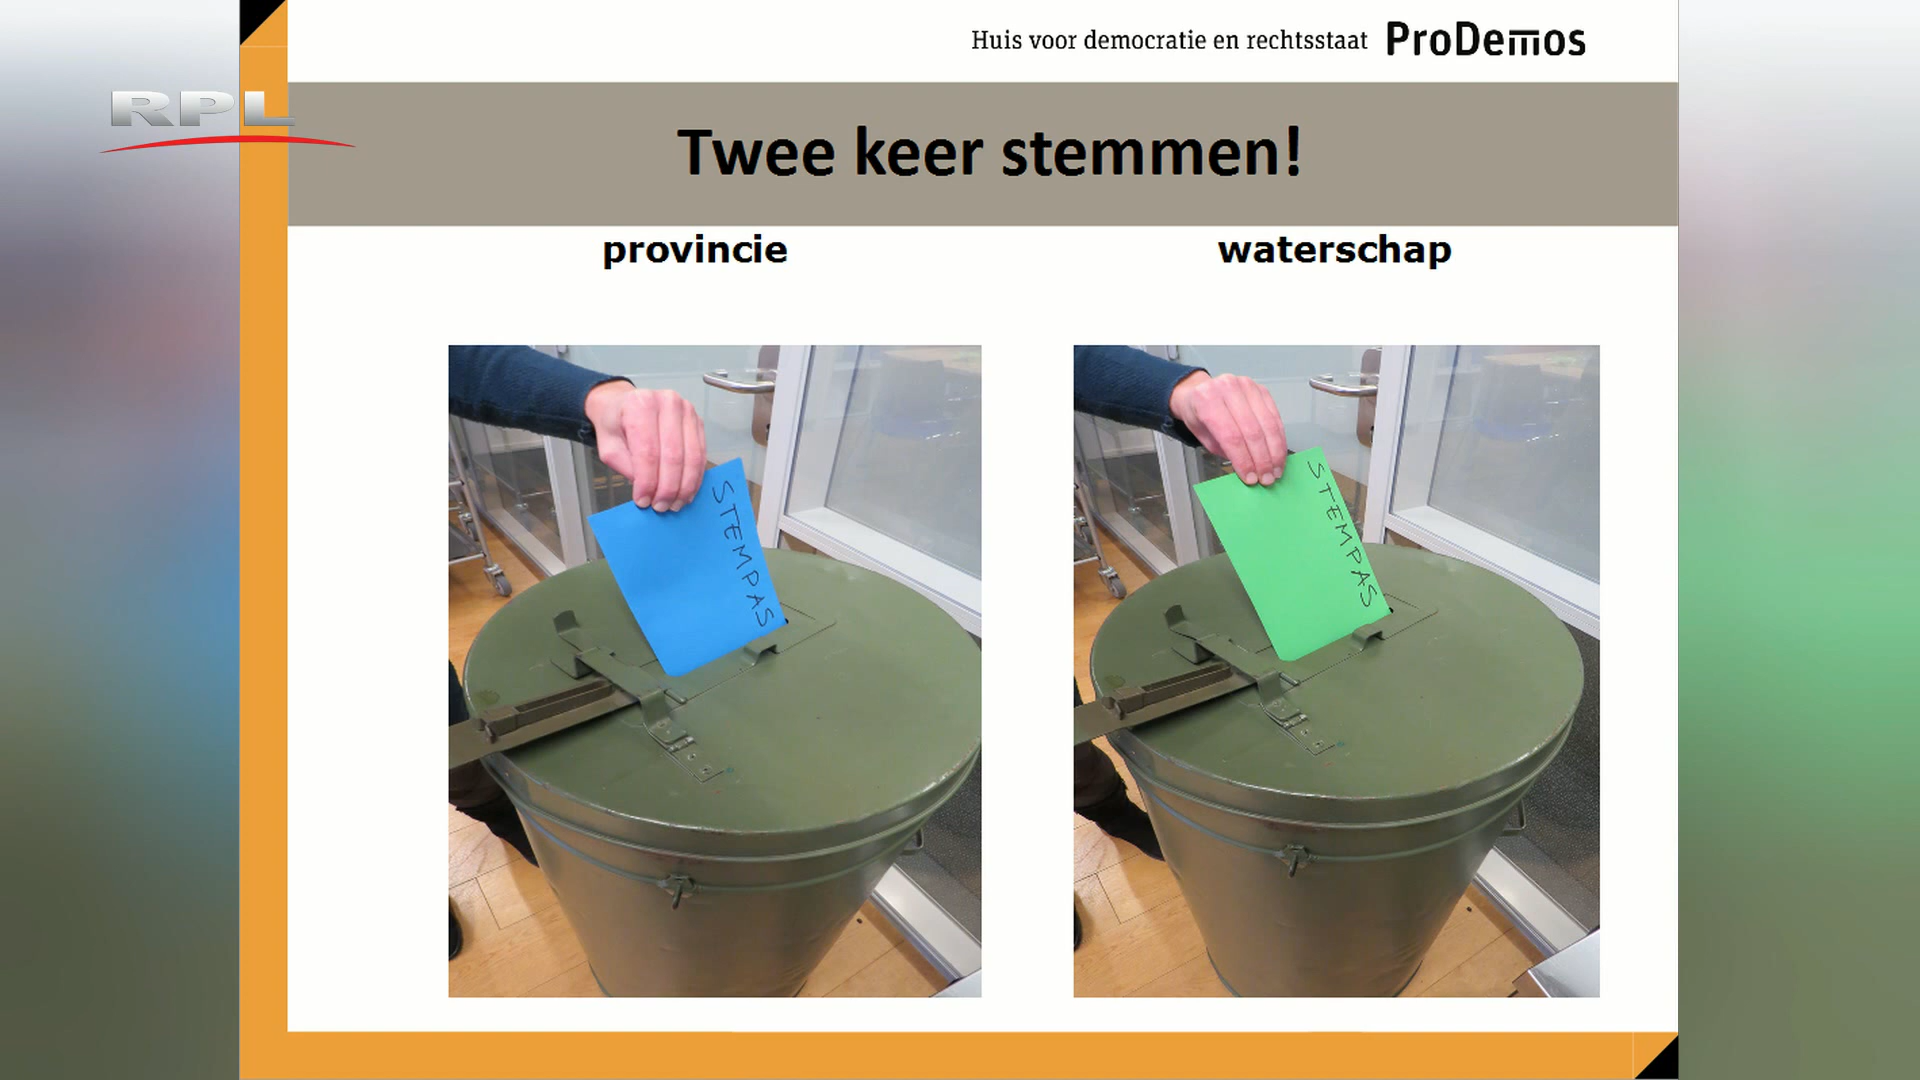 Huis voor democratie en rechtsstaat ProDemos
RPL
Twee keer stemmen!
provincie
waterschap
STEMPAS
STEMPAS